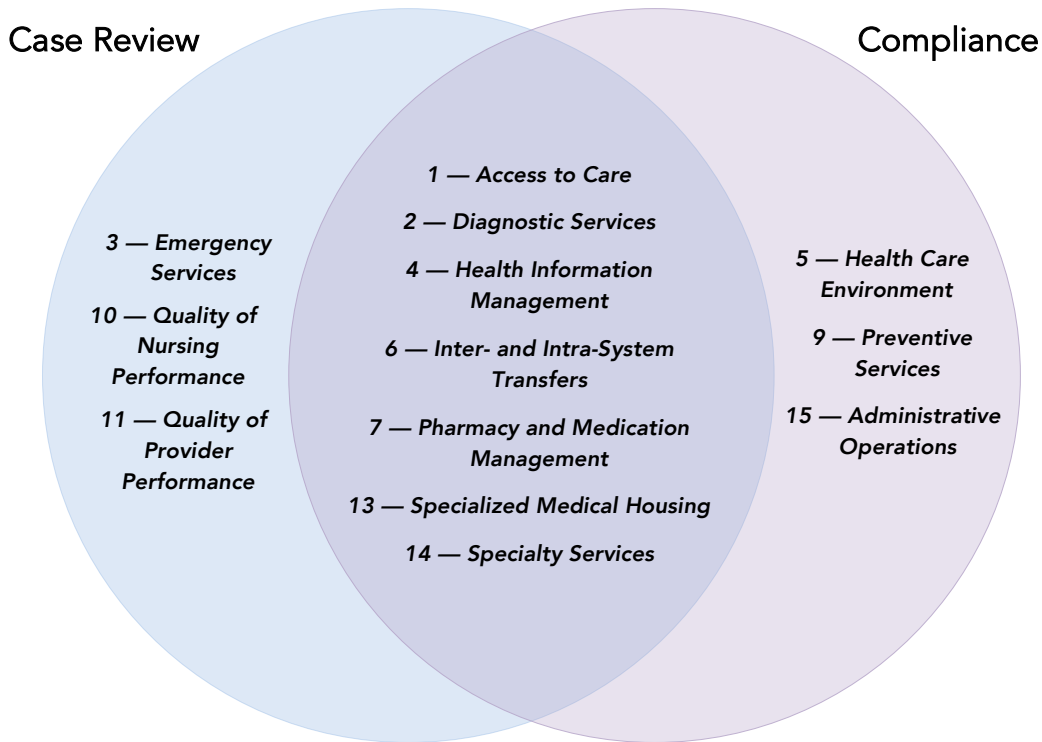 Case Review
Compliance
3 — Emergency
Services
10 — Quality of
Nursing
Performance
11 — Quality of
Provider
Performance
1 — Access to Care
2 — Diagnostic Services
4 — Health Information
Management
6 — Inter- and Intra-System
Transfers
7 — Pharmacy and Medication
Management
13 — Specialized Medical Housing
14 — Specialty Services
5 — Health Care
Environment
9 — Preventive
Services
15 — Administrative
Operations